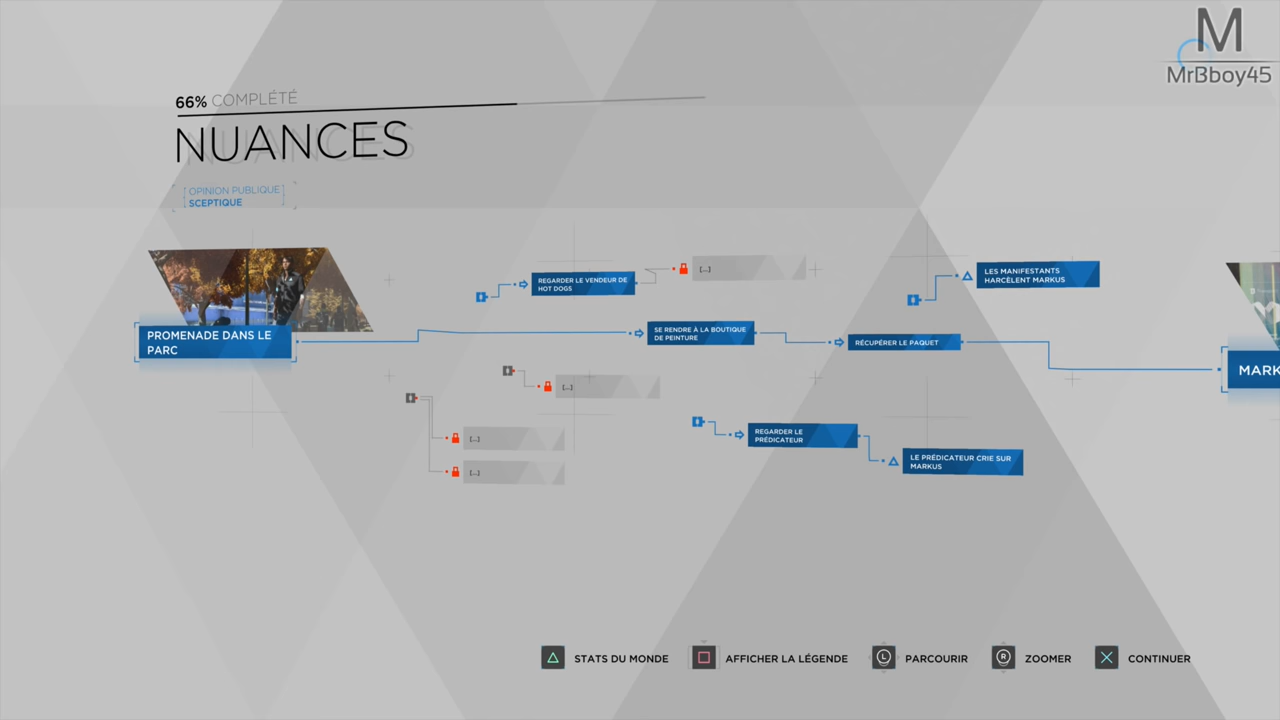 M
MrBboy45
66% COMPLÉTÉ
NUANCES
OPINION PUBLIQUE
SCEPTIQUE
PROMENADE DANS LE
PARC
REGARDER LE VENDEUR DE
HOT DOGS
[...]
LES MANIFESTANTS
HARCÈLENT MARKUS
SE RENDRE À LA BOUTIQUE
DE PEINTURE
RÉCUPÉRER LE PAQUET
MARK
[...]
[...]
[...]
REGARDER LE
PRÉDICATEUR
LE PRÉDICATEUR CRIE SUR
MARKUS
STATS DU MONDE
AFFICHER LA LÉGENDE
L PARCOURIR
R ZOOMER
CONTINUER